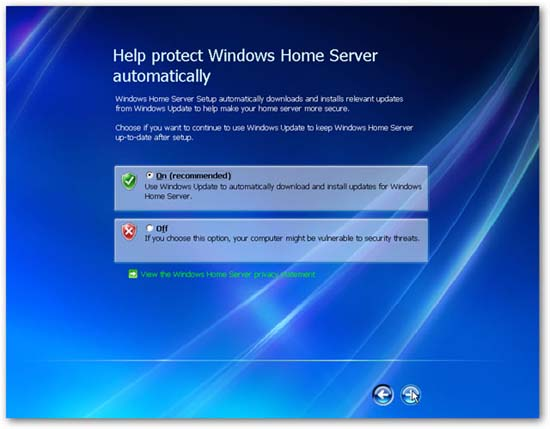 Help protect Windows Home Server
automatically
Windows Home Server Setup automatically downloads and installs relevant updates
from Windows Update to help make your home server more secure.
Choose if you want to continue to use Windows Update to keep Windows Home Server
up-to-date after setup.
On (recommended)
Use Windows Update to automatically download and install updates for Windows
Home Server.
Off
If you choose this option, your computer might be vulnerable to security threats.
View the Windows Home Server privacy statement